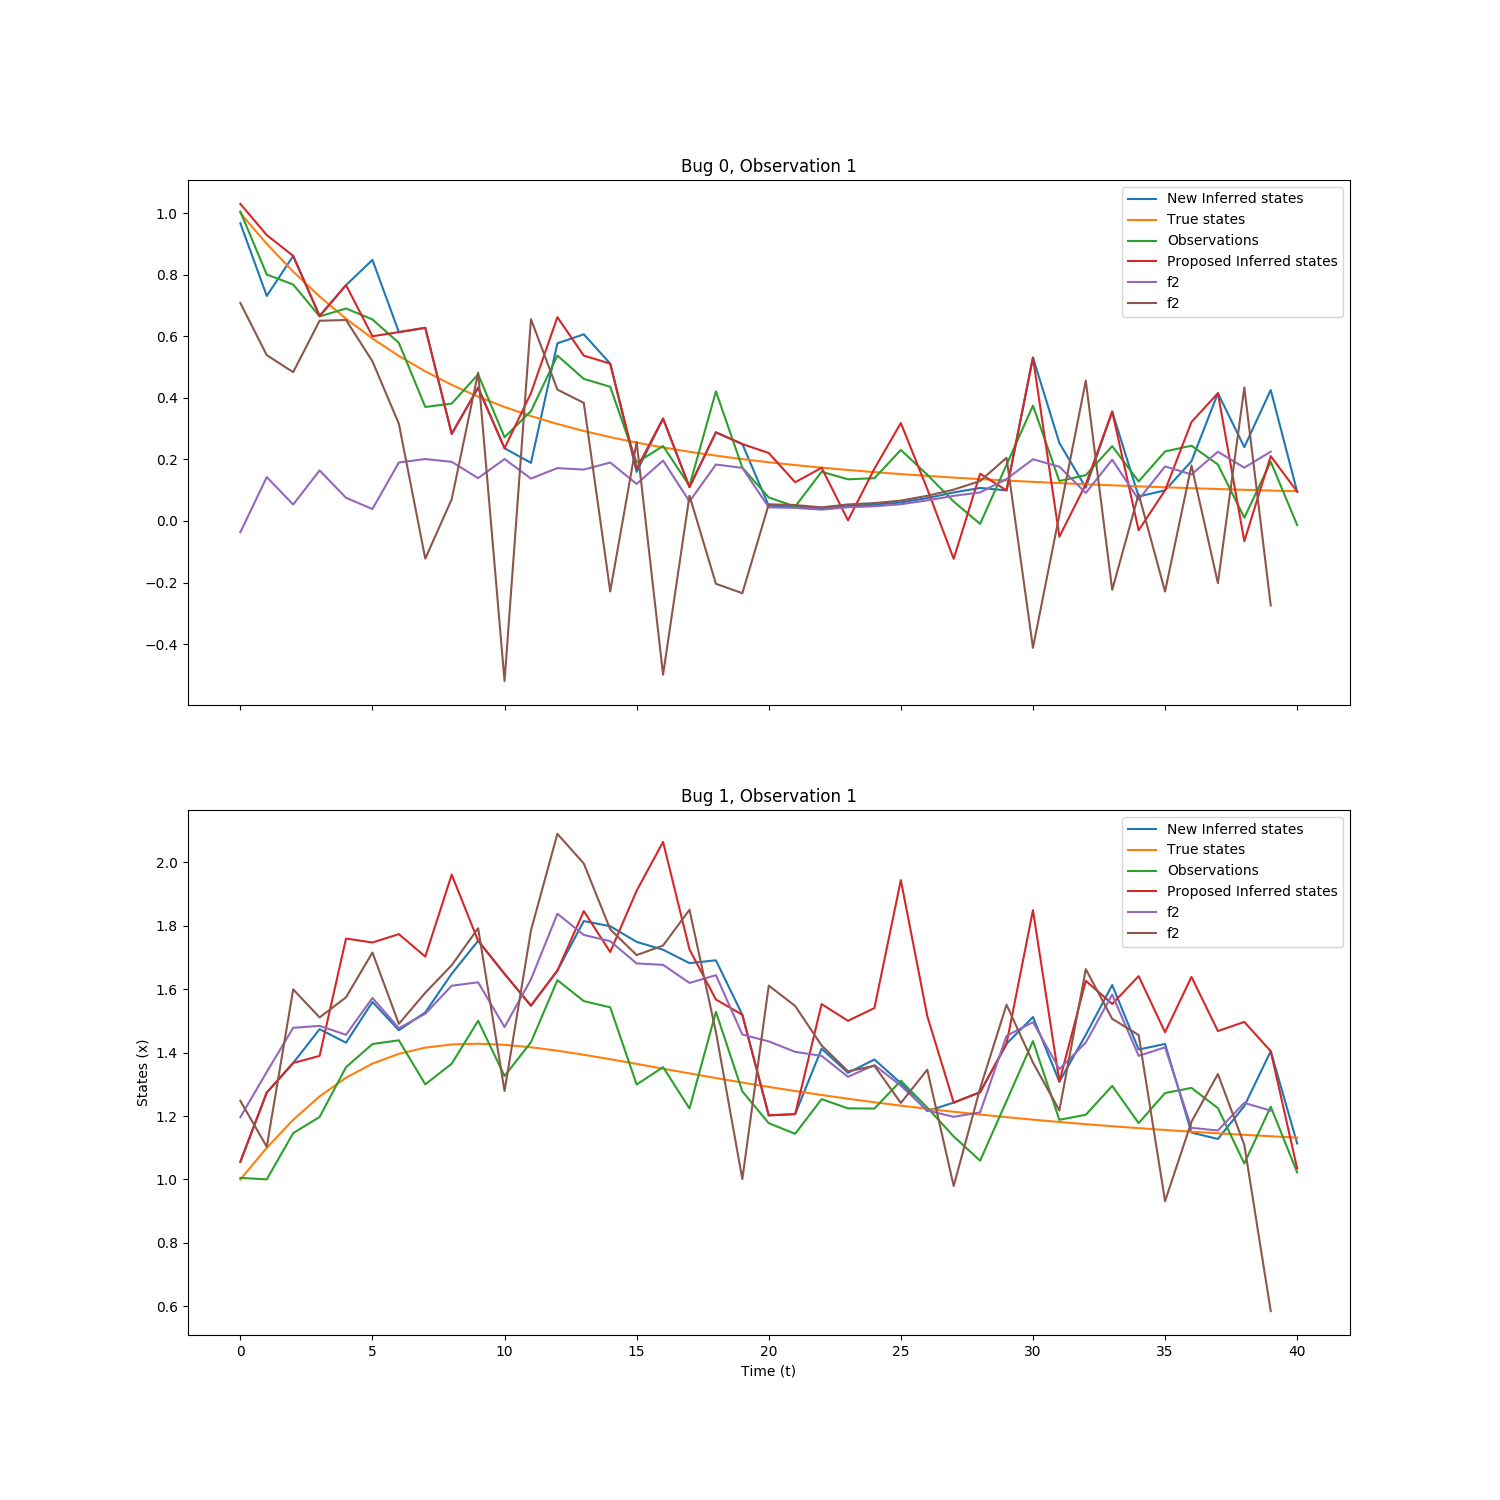 Bug 0, Observation 1
New Inferred states
True states
Observations
Proposed Inferred states
f2
f2
1.0
0.8
0.6
0.4
0.2
0.0
−0.2
−0.4
Bug 1, Observation 1
New Inferred states
True states
Observations
Proposed Inferred states
f2
f2
2.0
1.8
1.6
1.4
1.2
1.0
0.8
0.6
States (x)
0 5 10 15 20 25 30 35 40
Time (t)